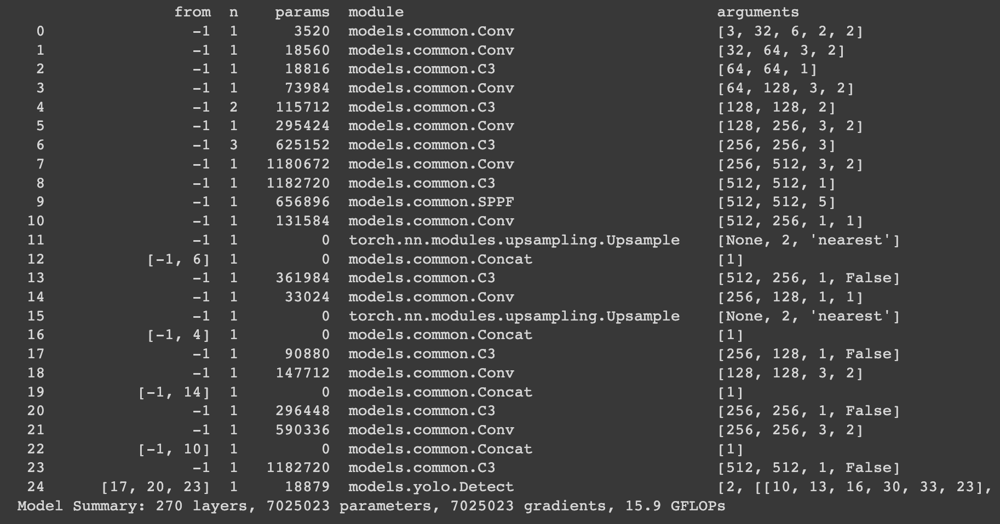 from n params module arguments
0 -1 1 3520 models.common.Conv [3, 32, 6, 2, 2]
1 -1 1 18560 models.common.Conv [32, 64, 3, 2]
2 -1 1 18816 models.common.C3 [64, 64, 1]
3 -1 1 73984 models.common.Conv [64, 128, 3, 2]
4 -1 2 115712 models.common.C3 [128, 128, 2]
5 -1 1 295424 models.common.Conv [128, 256, 3, 2]
6 -1 3 625152 models.common.C3 [256, 256, 3]
7 -1 1 1180672 models.common.Conv [256, 512, 3, 2]
8 -1 1 1182720 models.common.C3 [512, 512, 1]
9 -1 1 656896 models.common.SPPF [512, 512, 5]
10 -1 1 131584 models.common.Conv [512, 256, 1, 1]
11 -1 1 0 torch.nn.modules.upsampling.Upsample [None, 2, 'nearest']
12 [-1, 6] 1 0 models.common.Concat [1]
13 -1 1 361984 models.common.C3 [512, 256, 1, False]
14 -1 1 33024 models.common.Conv [256, 128, 1, 1]
15 -1 1 0 torch.nn.modules.upsampling.Upsample [None, 2, 'nearest']
16 [-1, 4] 1 0 models.common.Concat [1]
17 -1 1 90880 models.common.C3 [256, 128, 1, False]
18 -1 1 147712 models.common.Conv [128, 128, 3, 2]
19 [-1, 14] 1 0 models.common.Concat [1]
20 -1 1 296448 models.common.C3 [256, 256, 1, False]
21 -1 1 590336 models.common.Conv [256, 256, 3, 2]
22 [-1, 10] 1 0 models.common.Concat [1]
23 -1 1 1182720 models.common.C3 [512, 512, 1, False]
24 [17, 20, 23] 1 18879 models.yolo.Detect [2, [[10, 13, 16, 30, 33, 23],
Model Summary: 270 layers, 7025023 parameters, 7025023 gradients, 15.9 GFLOPs